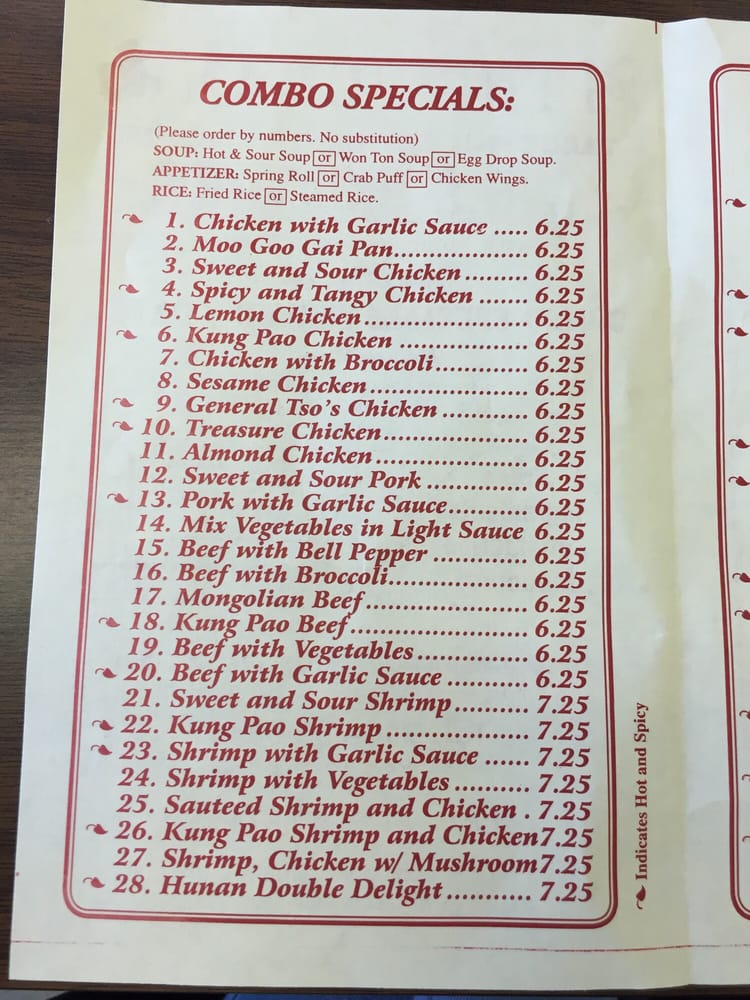 COMBO SPECIALS:
(Please order by numbers. No substitution)
SOUP: Hot & Sour Soup or Won Ton Soup or Egg Drop Soup.
APPETIZER: Spring Roll or Crab Puff or Chicken Wings.
RICE: Fried Rice or Steamed Rice.
1. Chicken with Garlic Sauce ..... 6.25
2. Moo Goo Gai Pan.................... 6.25
3. Sweet and Sour Chicken.......... 6.25
4. Spicy and Tangy Chicken ....... 6.25
5. Lemon Chicken......................... 6.25
6. Kung Pao Chicken ................... 6.25
7. Chicken with Broccoli.............. 6.25
8. Sesame Chicken........................ 6.25
9. General Tso's Chicken ............. 6.25
10. Treasure Chicken...................... 6.25
11. Almond Chicken....................... 6.25
12. Sweet and Sour Pork ............... 6.25
13. Pork with Garlic Sauce............ 6.25
14. Mix Vegetables in Light Sauce 6.25
15. Beef with Bell Pepper .............. 6.25
16. Beef with Broccoli..................... 6.25
17. Mongolian Beef........................ 6.25
18. Kung Pao Beef........................... 6.25
19. Beef with Vegetables................. 6.25
20. Beef with Garlic Sauce ............ 6.25
21. Sweet and Sour Shrimp........... 7.25
22. Kung Pao Shrimp..................... 7.25
23. Shrimp with Garlic Sauce ...... 7.25
24. Shrimp with Vegetables .......... 7.25
25. Sauteed Shrimp and Chicken . 7.25
26. Kung Pao Shrimp and Chicken7.25
27. Shrimp, Chicken w/ Mushroom7.25
28. Hunan Double Delight ........... 7.25
Indicates Hot and Spicy